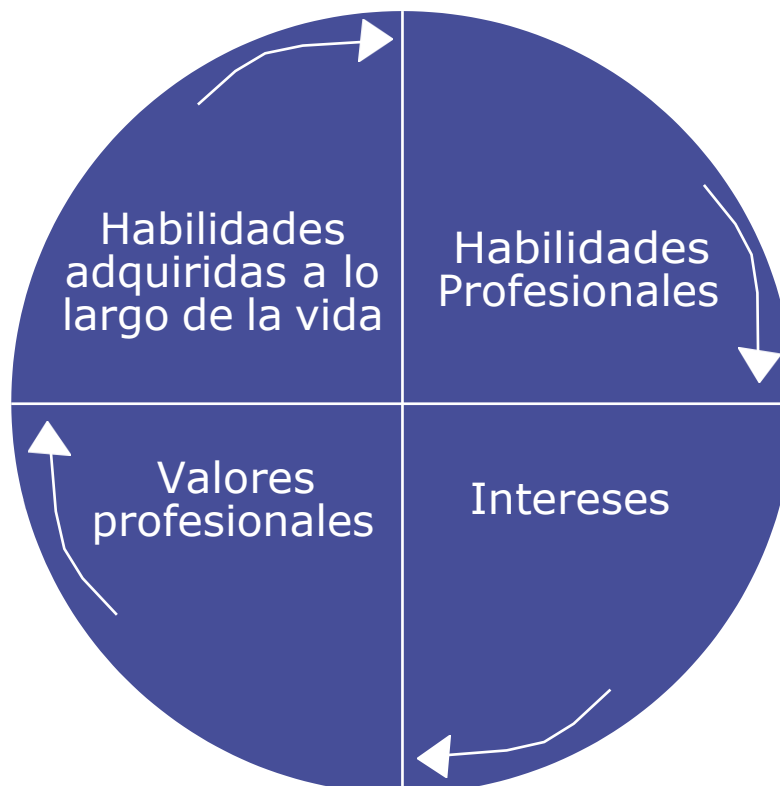 Habilidades
adquiridas a lo
largo de la vida
Habilidades
Profesionales
Valores
profesionales
Intereses